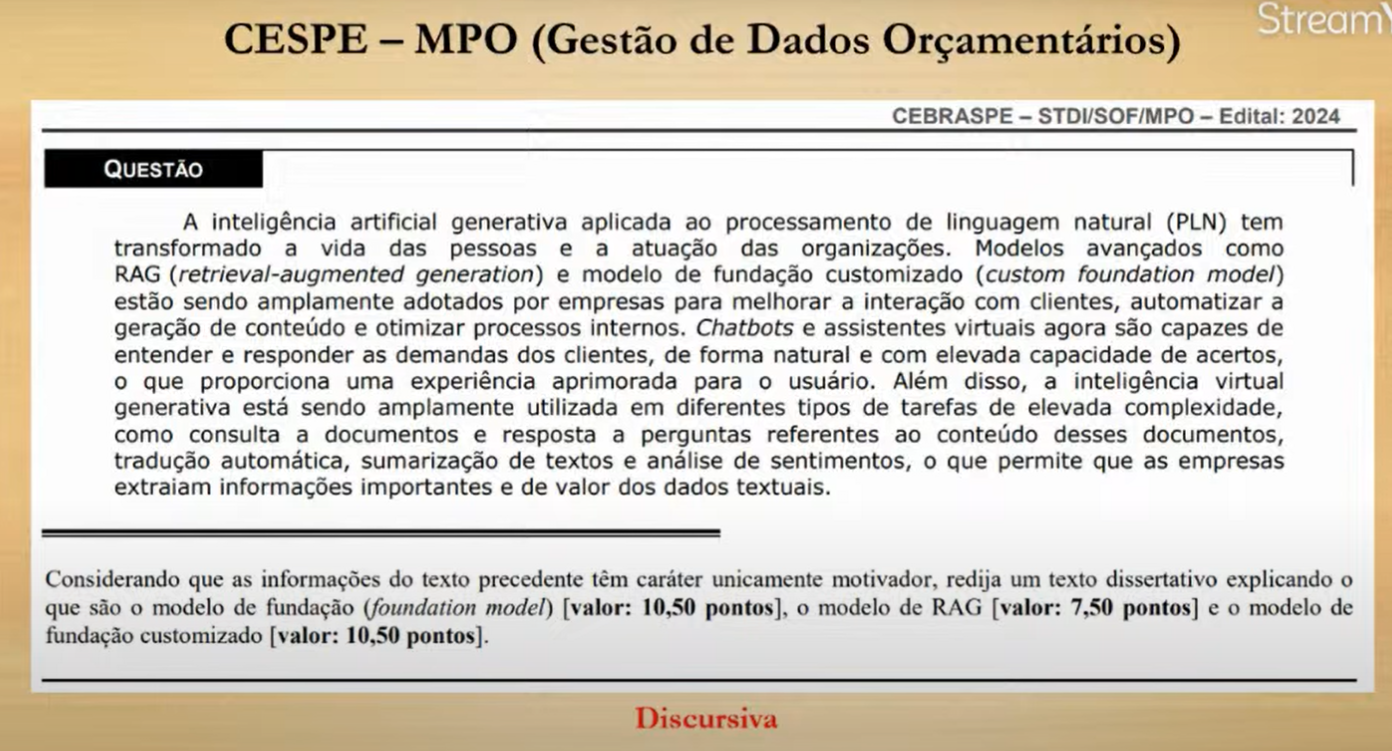 StreamY
CESPE – MPO (Gestão de Dados Orçamentários)
CEBRASPE – STDI/SOF/MPO – Edital: 2024
QUESTÃO
A inteligência artificial generativa aplicada ao processamento de linguagem natural (PLN) tem
transformado a vida das pessoas e a atuação das organizações. Modelos avançados como
RAG (retrieval-augmented generation) e modelo de fundação customizado (custom foundation model)
estão sendo amplamente adotados por empresas para melhorar a interação com clientes, automatizar a
geração de conteúdo e otimizar processos internos. Chatbots e assistentes virtuais agora são capazes de
entender e responder as demandas dos clientes, de forma natural e com elevada capacidade de acertos,
o que proporciona uma experiência aprimorada para o usuário. Além disso, a inteligência virtual
generativa está sendo amplamente utilizada em diferentes tipos de tarefas de elevada complexidade,
como consulta a documentos e resposta a perguntas referentes ao conteúdo desses documentos,
tradução automática, sumarização de textos e análise de sentimentos, o que permite que as empresas
extraiam informações importantes e de valor dos dados textuais.
Considerando que as informações do texto precedente têm caráter unicamente motivador, redija um texto dissertativo explicando o
que são o modelo de fundação (foundation model) [valor: 10,50 pontos], o modelo de RAG [valor: 7,50 pontos] e o modelo de
fundação customizado [valor: 10,50 pontos].
Discursiva